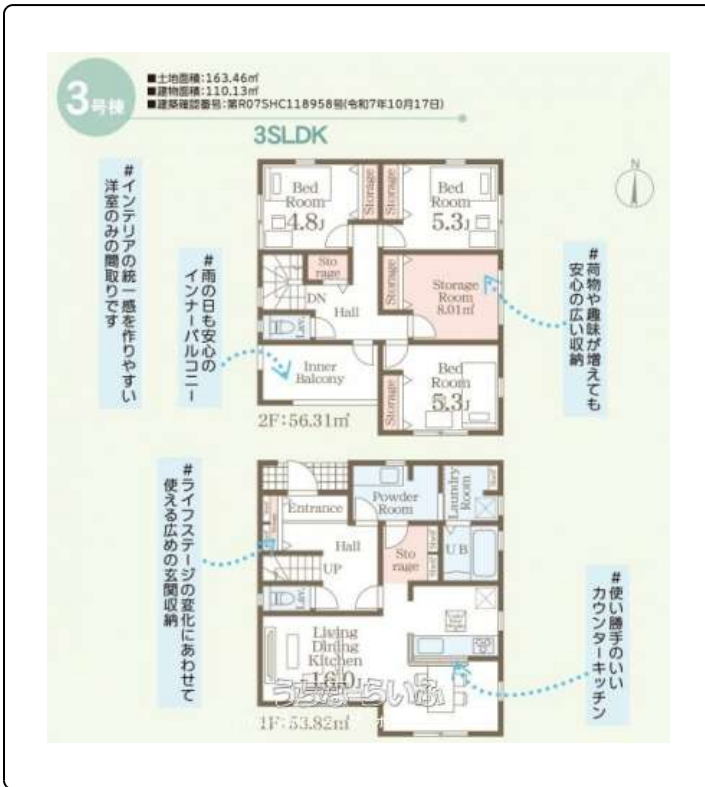 3号棟
■土地面積:163.46㎡
■建物面積:110.13㎡
■建築確認番号:第R07SHC118958号(令和7年10月17日)
3SLDK
N
#インテリアの統一感を作りやすい
洋室のみの間取りです
#雨の日も安心の
インナーバルコニー
#荷物や趣味が増えても
安心の広い収納
Bed
Room
4.8J
Storage
Storage
Bed
Room
5.3J
Sto
rage
DN
Hall
Storage
Storage
Room
8.01㎡
Lav.
Inner
Balcony
Storage
Bed
Room
5.3J
2F:56.31㎡
#ライフステージの変化にあわせて
使える広めの玄関収納
#使い勝手のいい
カウンターキッチン
Entrance
Powder
Room
Laundry
Room
Hall
UP
Sto
rage
UB
Lav.
Living
Dining
Kitchen
16.0J
うちなーらいふ
1F:53.82㎡